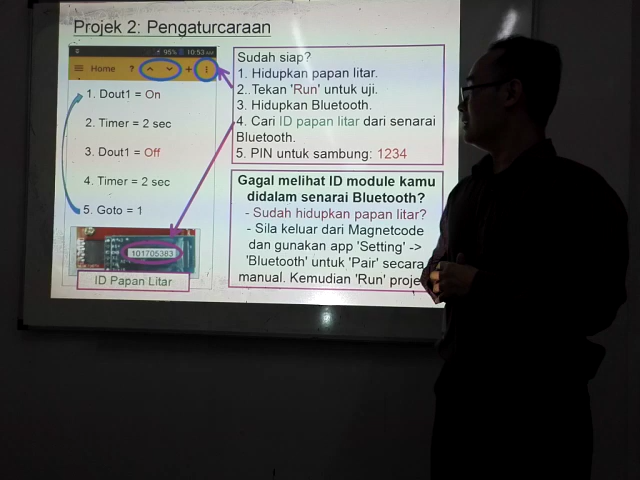 Projek 2: Pengaturcaraan
95% 10:53 AM
Home ? +
1. Dout1 = On
2. Timer = 2 sec
3. Dout1 = Off
4. Timer = 2 sec
5. Goto = 1
101705383
ID Papan Litar
Sudah siap?
1. Hidupkan papan litar.
2..Tekan 'Run' untuk uji.
3. Hidupkan Bluetooth.
4. Cari ID papan litar dari senarai
Bluetooth.
5. PIN untuk sambung: 1234
Gagal melihat ID module kamu
didalam senarai Bluetooth?
- Sudah hidupkan papan litar?
- Sila keluar dari Magnetcode
dan gunakan app 'Setting' ->
'Bluetooth' untuk 'Pair' secara
manual. Kemudian 'Run' proje